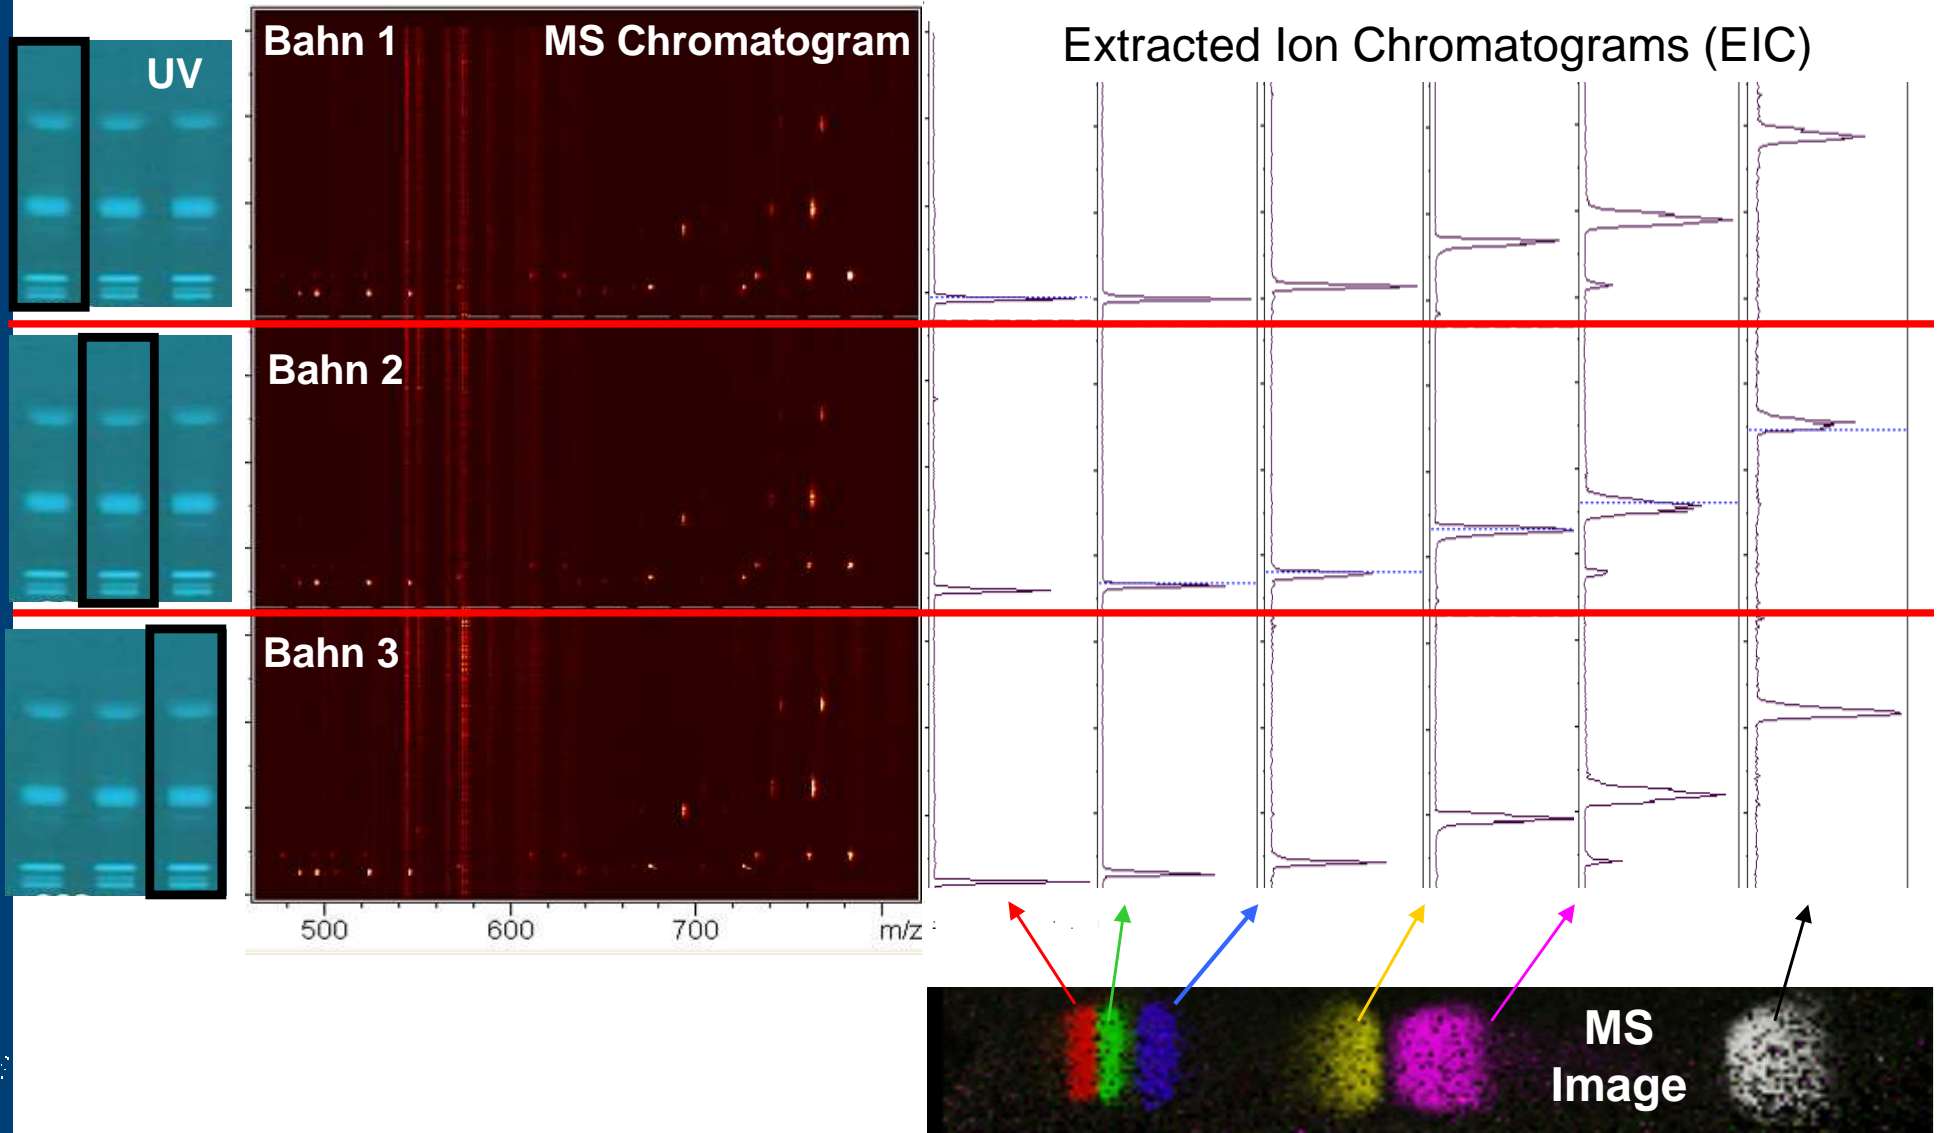 UV
Bahn 1
MS Chromatogram
Extracted Ion Chromatograms (EIC)
Bahn 2
Bahn 3
500
600
700
m/z
MS
Image